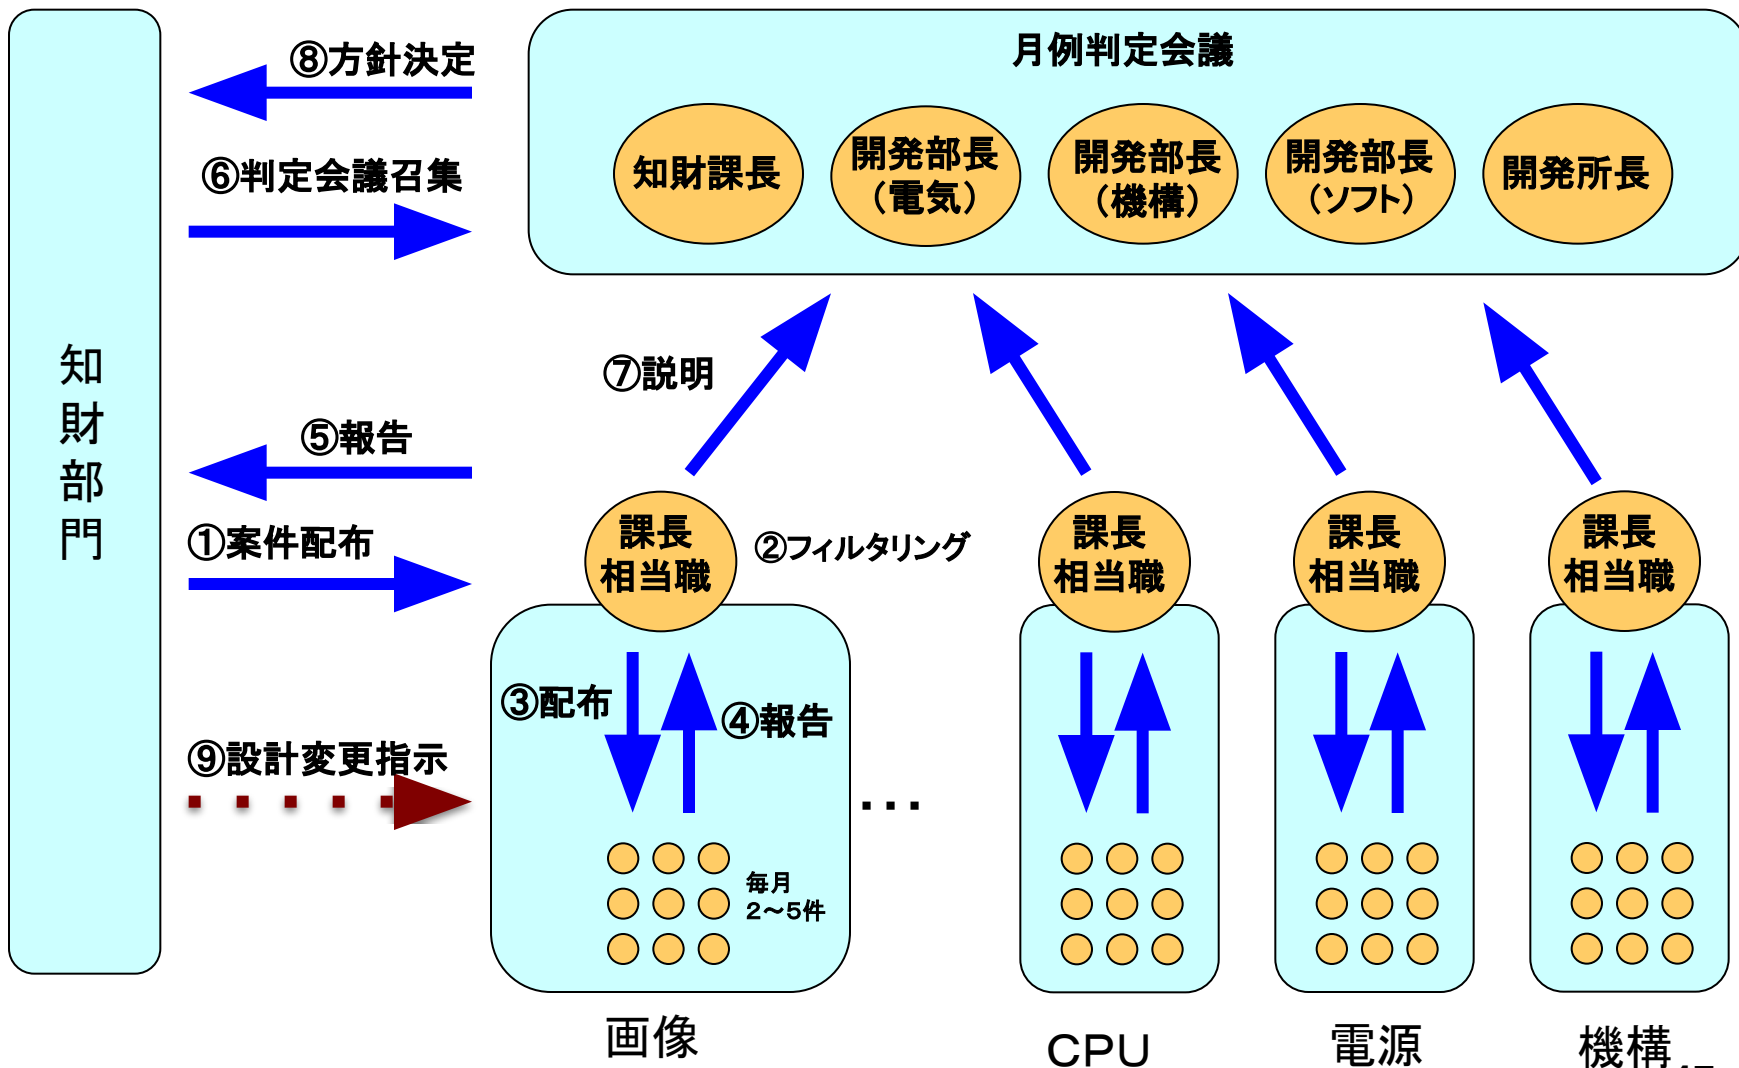 月例判定会議
⑧方針決定
知財課長
開発部長
（電気）
開発部長
（機構）
開発部長
（ソフト）
開発所長
⑥判定会議召集
知財部門
⑦説明
⑤報告
①案件配布
課長
相当職
②フィルタリング
課長
相当職
課長
相当職
課長
相当職
③配布
④報告
⑨設計変更指示
...
毎月
２～５件
画像
CPU
電源
機構